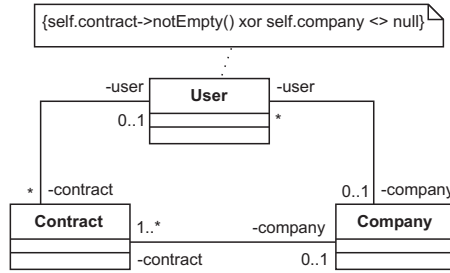 {self.contract->notEmpty() xor self.company <> null}
-user
User
-user
0..1
*
*
-contract
0..1
-company
Contract
1..*
-company
Company
-contract
0..1